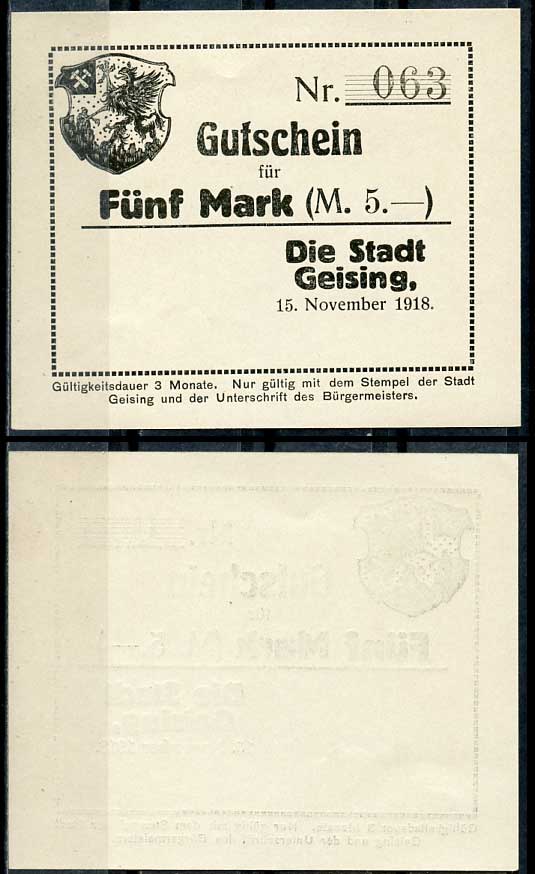 Nr. 063
Gutschein
für
Fünf Mark (M. 5.—)
Die Stadt
Geising,
15. November 1918.
Gültigkeitsdauer 3 Monate. Nur gültig mit dem Stempel der Stadt
Geising und der Unterschrift des Bürgermeisters.